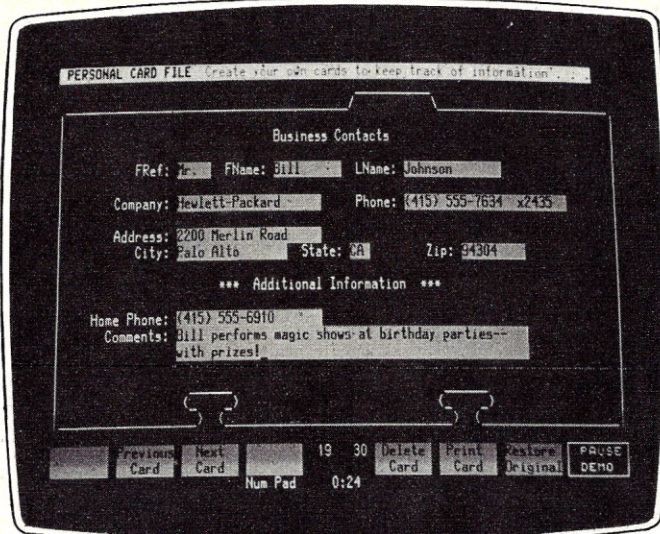 PERSONAL CARD FILE Create your own cards to keep track of information
Business Contacts
FRef: Mr. FName: Bill LName: Johnson
Company: Hewlett-Packard Phone: (415) 555-7634 x2435
Address: 2200 Merlin Road
City: Palo Alto State: CA Zip: 94304
*** Additional Information ***
Home Phone: (415) 555-6910
Comments: Bill performs magic shows at birthday parties--
with prizes!_
Previous Card Next Card 19 30 Delete Card Print Card Restore Original PAUSE DEMO
Num Pad 0:24